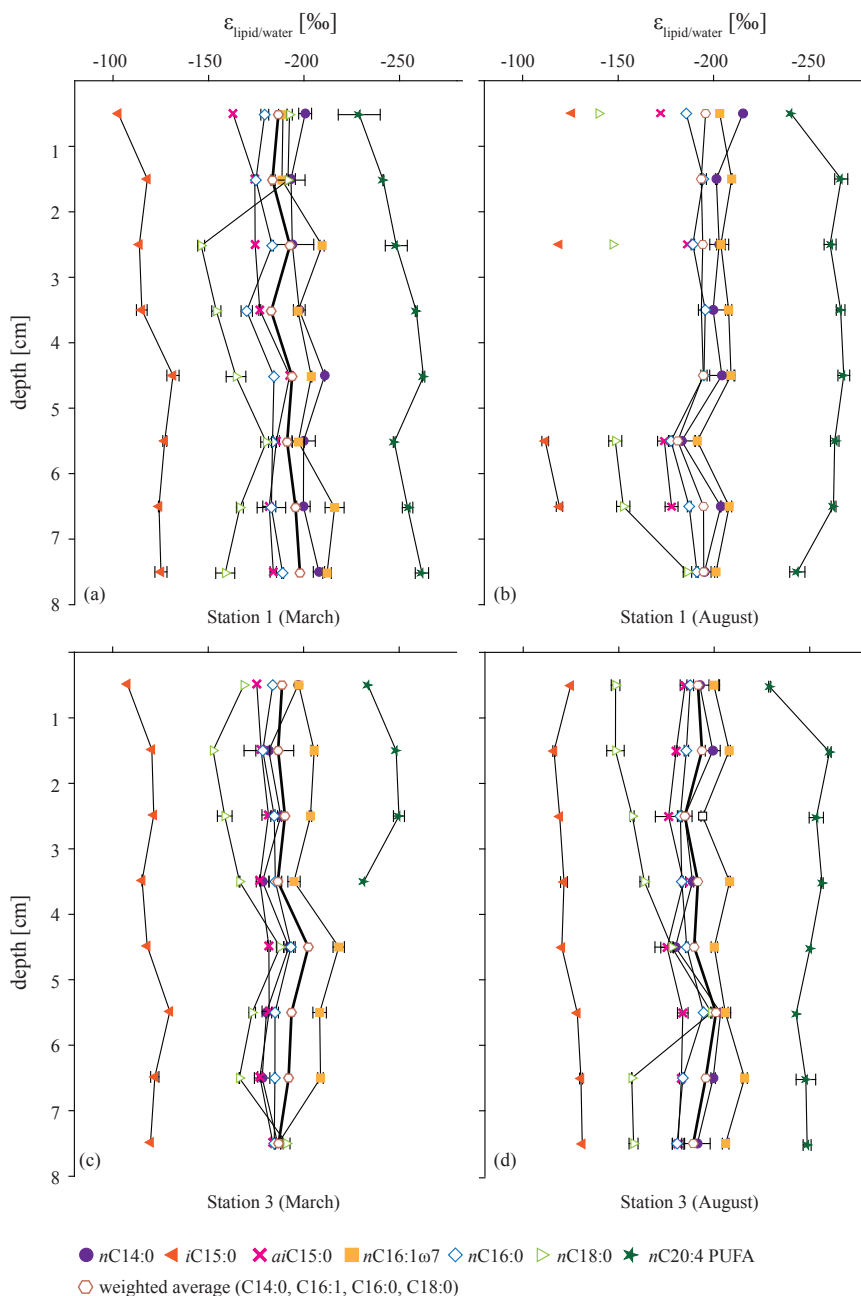 ε lipid/water [‰]
ε lipid/water [‰]
-100 -150 -200 -250
-100 -150 -200 -250
depth [cm]
1
2
3
4
5
6
7
8
(a)
(b)
Station 1 (March)
Station 1 (August)
depth [cm]
1
2
3
4
5
6
7
8
(c)
(d)
Station 3 (March)
Station 3 (August)
nC14:0 iC15:0 aiC15:0 nC16:1ω7 nC16:0 nC18:0 nC20:4 PUFA
weighted average (C14:0, C16:1, C16:0, C18:0)